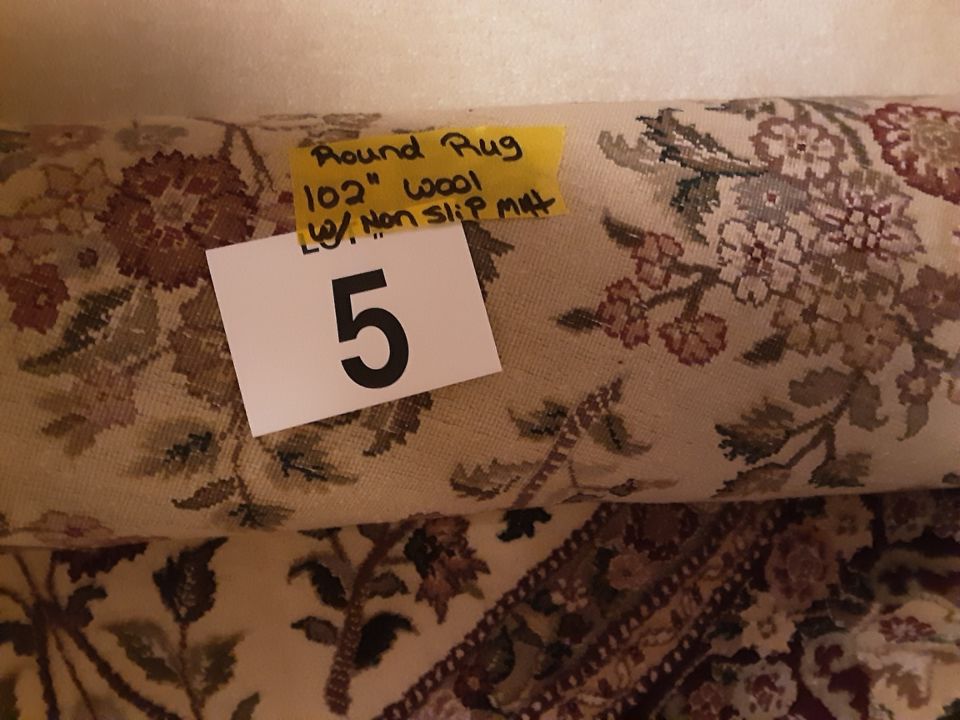 Round Rug
102" Wool
W/ Non Slip Mat
5